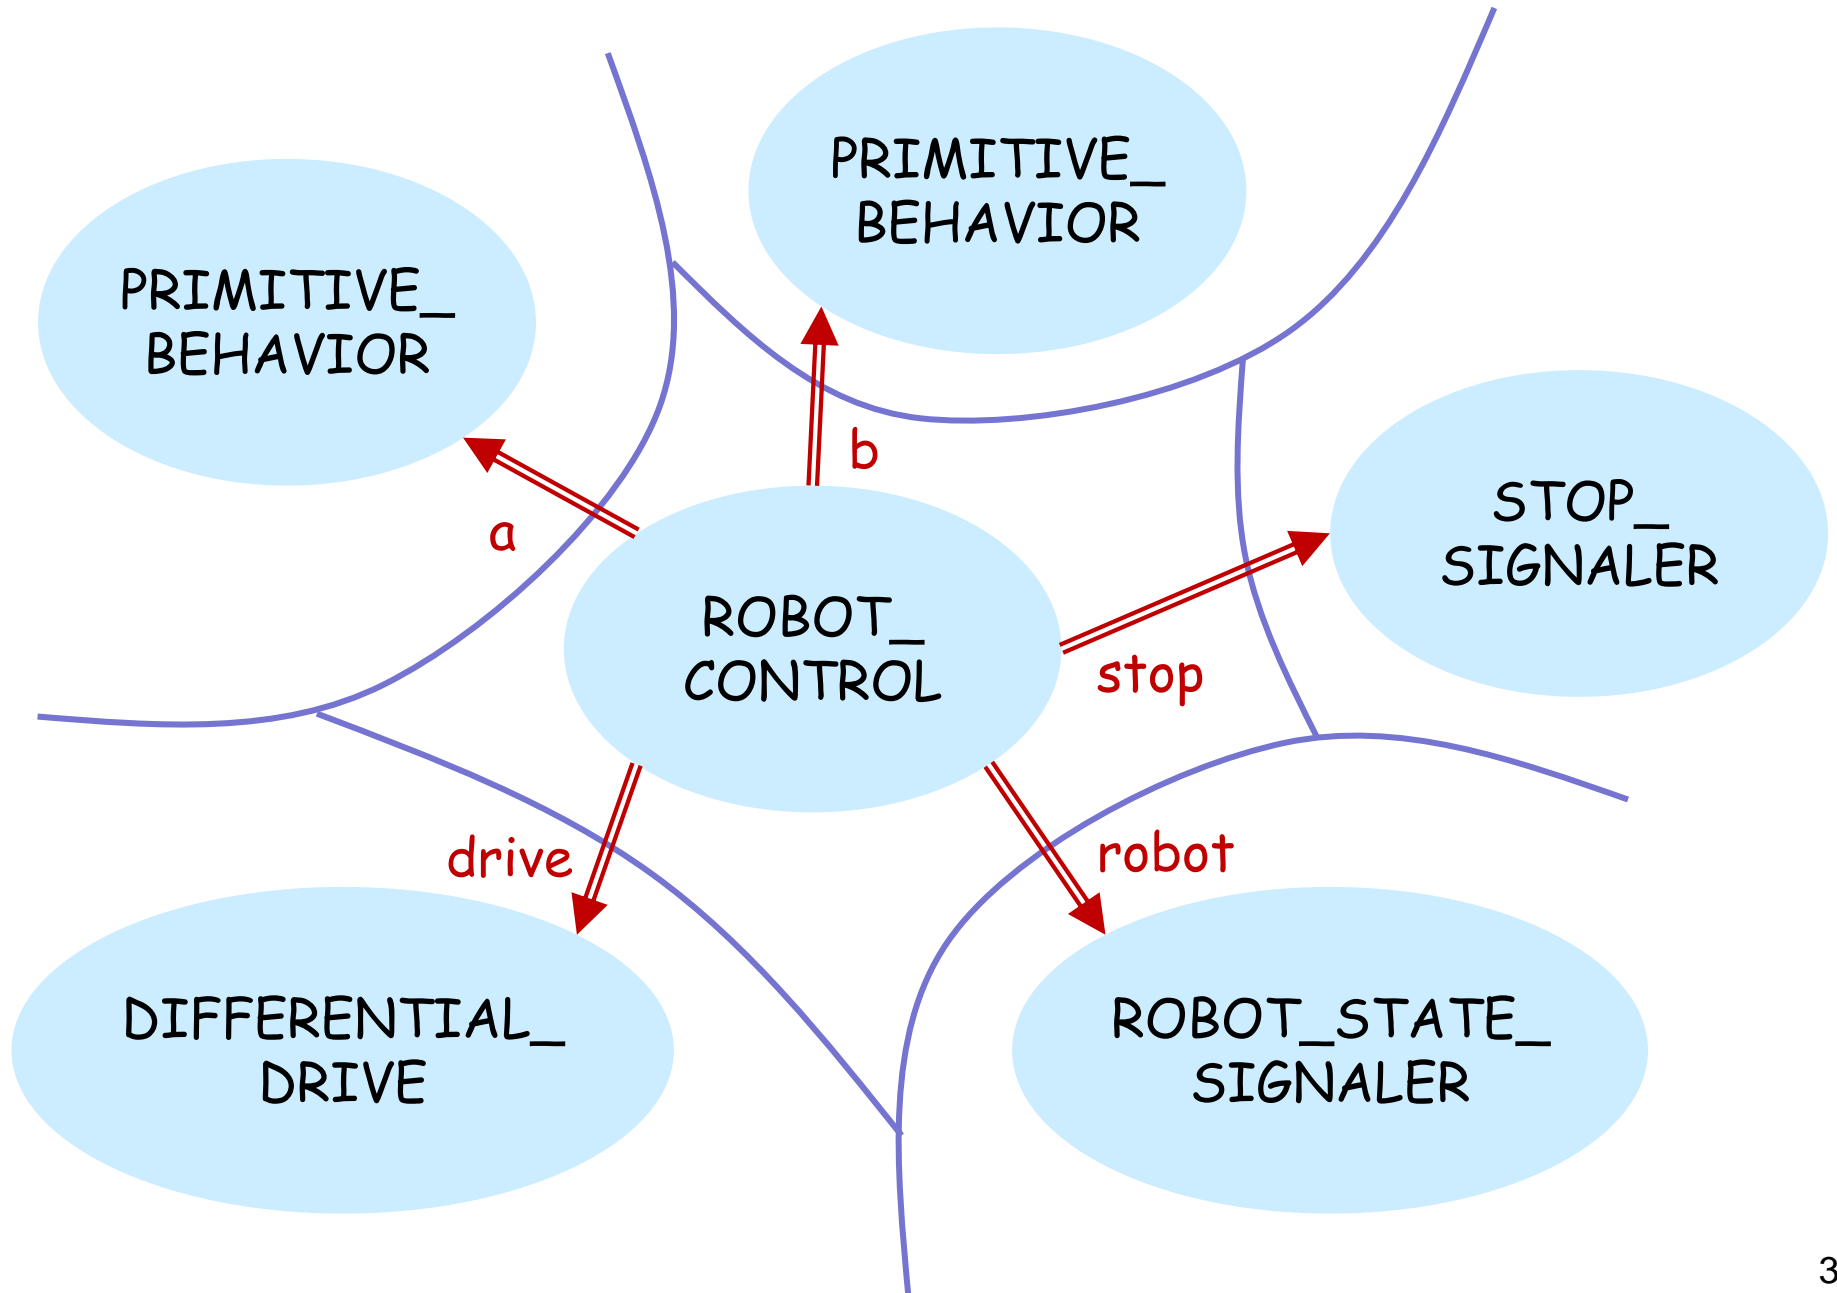 PRIMITIVE_
BEHAVIOR
PRIMITIVE_
BEHAVIOR
b
a
STOP_
SIGNALER
ROBOT_
CONTROL
stop
drive
robot
DIFFERENTIAL_
DRIVE
ROBOT_STATE_
SIGNALER
3